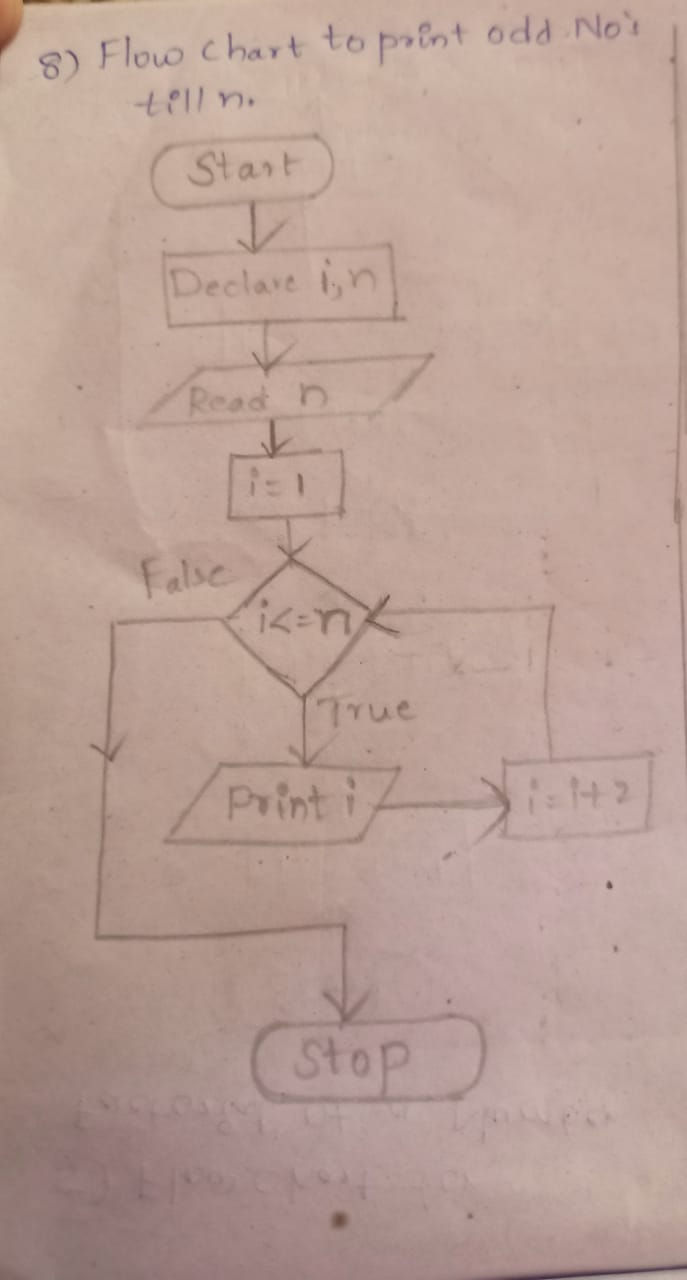 8) Flow chart to print odd No's
till n.
Start
Declare i,n
Read n
i=1
False
i<=n
True
Print i
i=i+2
Stop